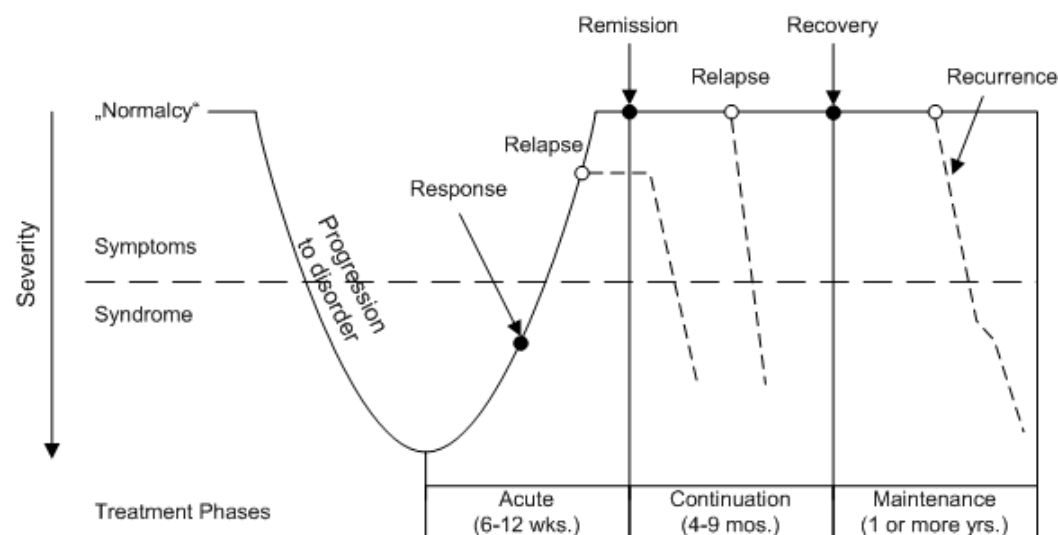 Remission
Recovery
Relapse
Recurrence
„Normalcy“
Relapse
Response
Progression
to disorder
Severity
Symptoms
Syndrome
Treatment Phases
Acute
(6-12 wks.)
Continuation
(4-9 mos.)
Maintenance
(1 or more yrs.)